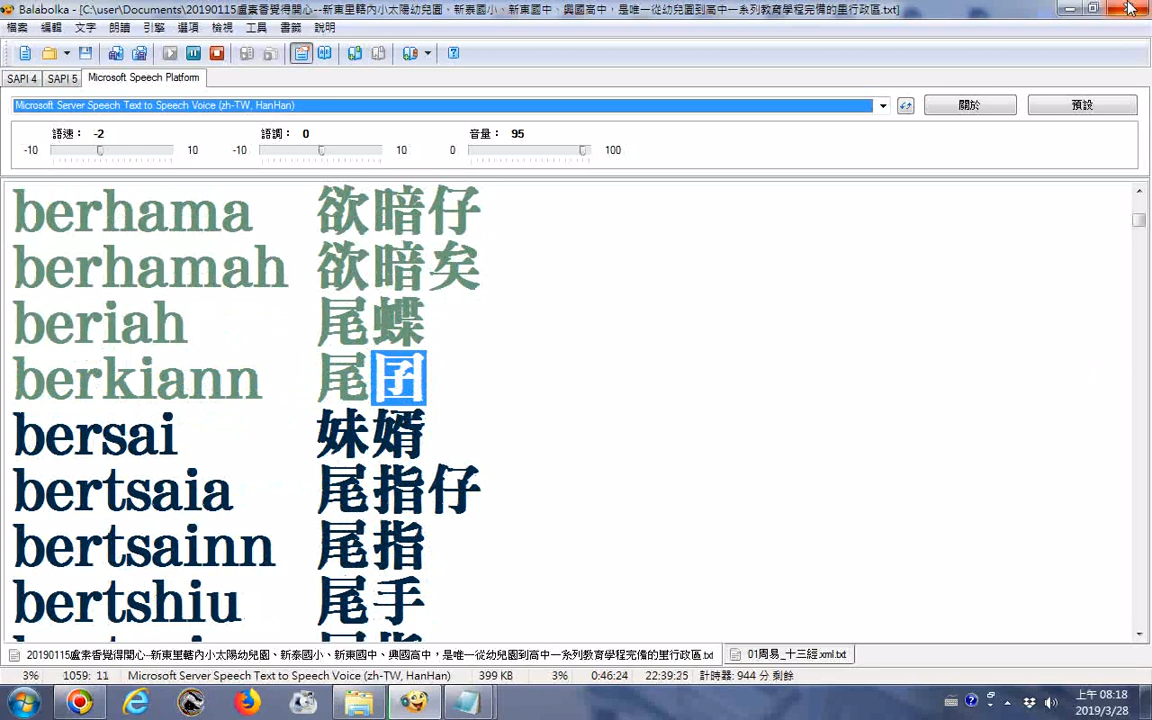 Balabolka - [C:\user\Documents\20190115盧素香覺得開心--新東里轄內小太陽幼兒園、新泰國小、新東國中、興國高中，是唯一從幼兒園到高中一系列教育學程完備的里行政區.txt]
檔案 編輯 文字 朗讀 引擎 選項 檢視 工具 書籤 說明
SAPI 4 SAPI 5 Microsoft Speech Platform
Microsoft Server Speech Text to Speech Voice (zh-TW, HanHan) 關於 預設
語速： -2 語調： 0 音量： 95
-10 10 -10 10 0 100
berhama 欲暗仔
berhamah 欲暗矣
beriah 尾蝶
berkiann 尾囝
bersai 妹婿
bertsaia 尾指仔
bertsainn 尾指
bertshiu 尾手
20190115盧素香覺得開心--新東里轄內小太陽幼兒園、新泰國小、新東國中、興國高中，是唯一從幼兒園到高中一系列教育學程完備的里行政區.txt 01周易_十三經.xml.txt
3% 1059: 11 Microsoft Server Speech Text to Speech Voice (zh-TW, HanHan) 399 KB 3% 0:46:24 22:39:25 計時器: 944 分 剩餘
上午 08:18
2019/3/28